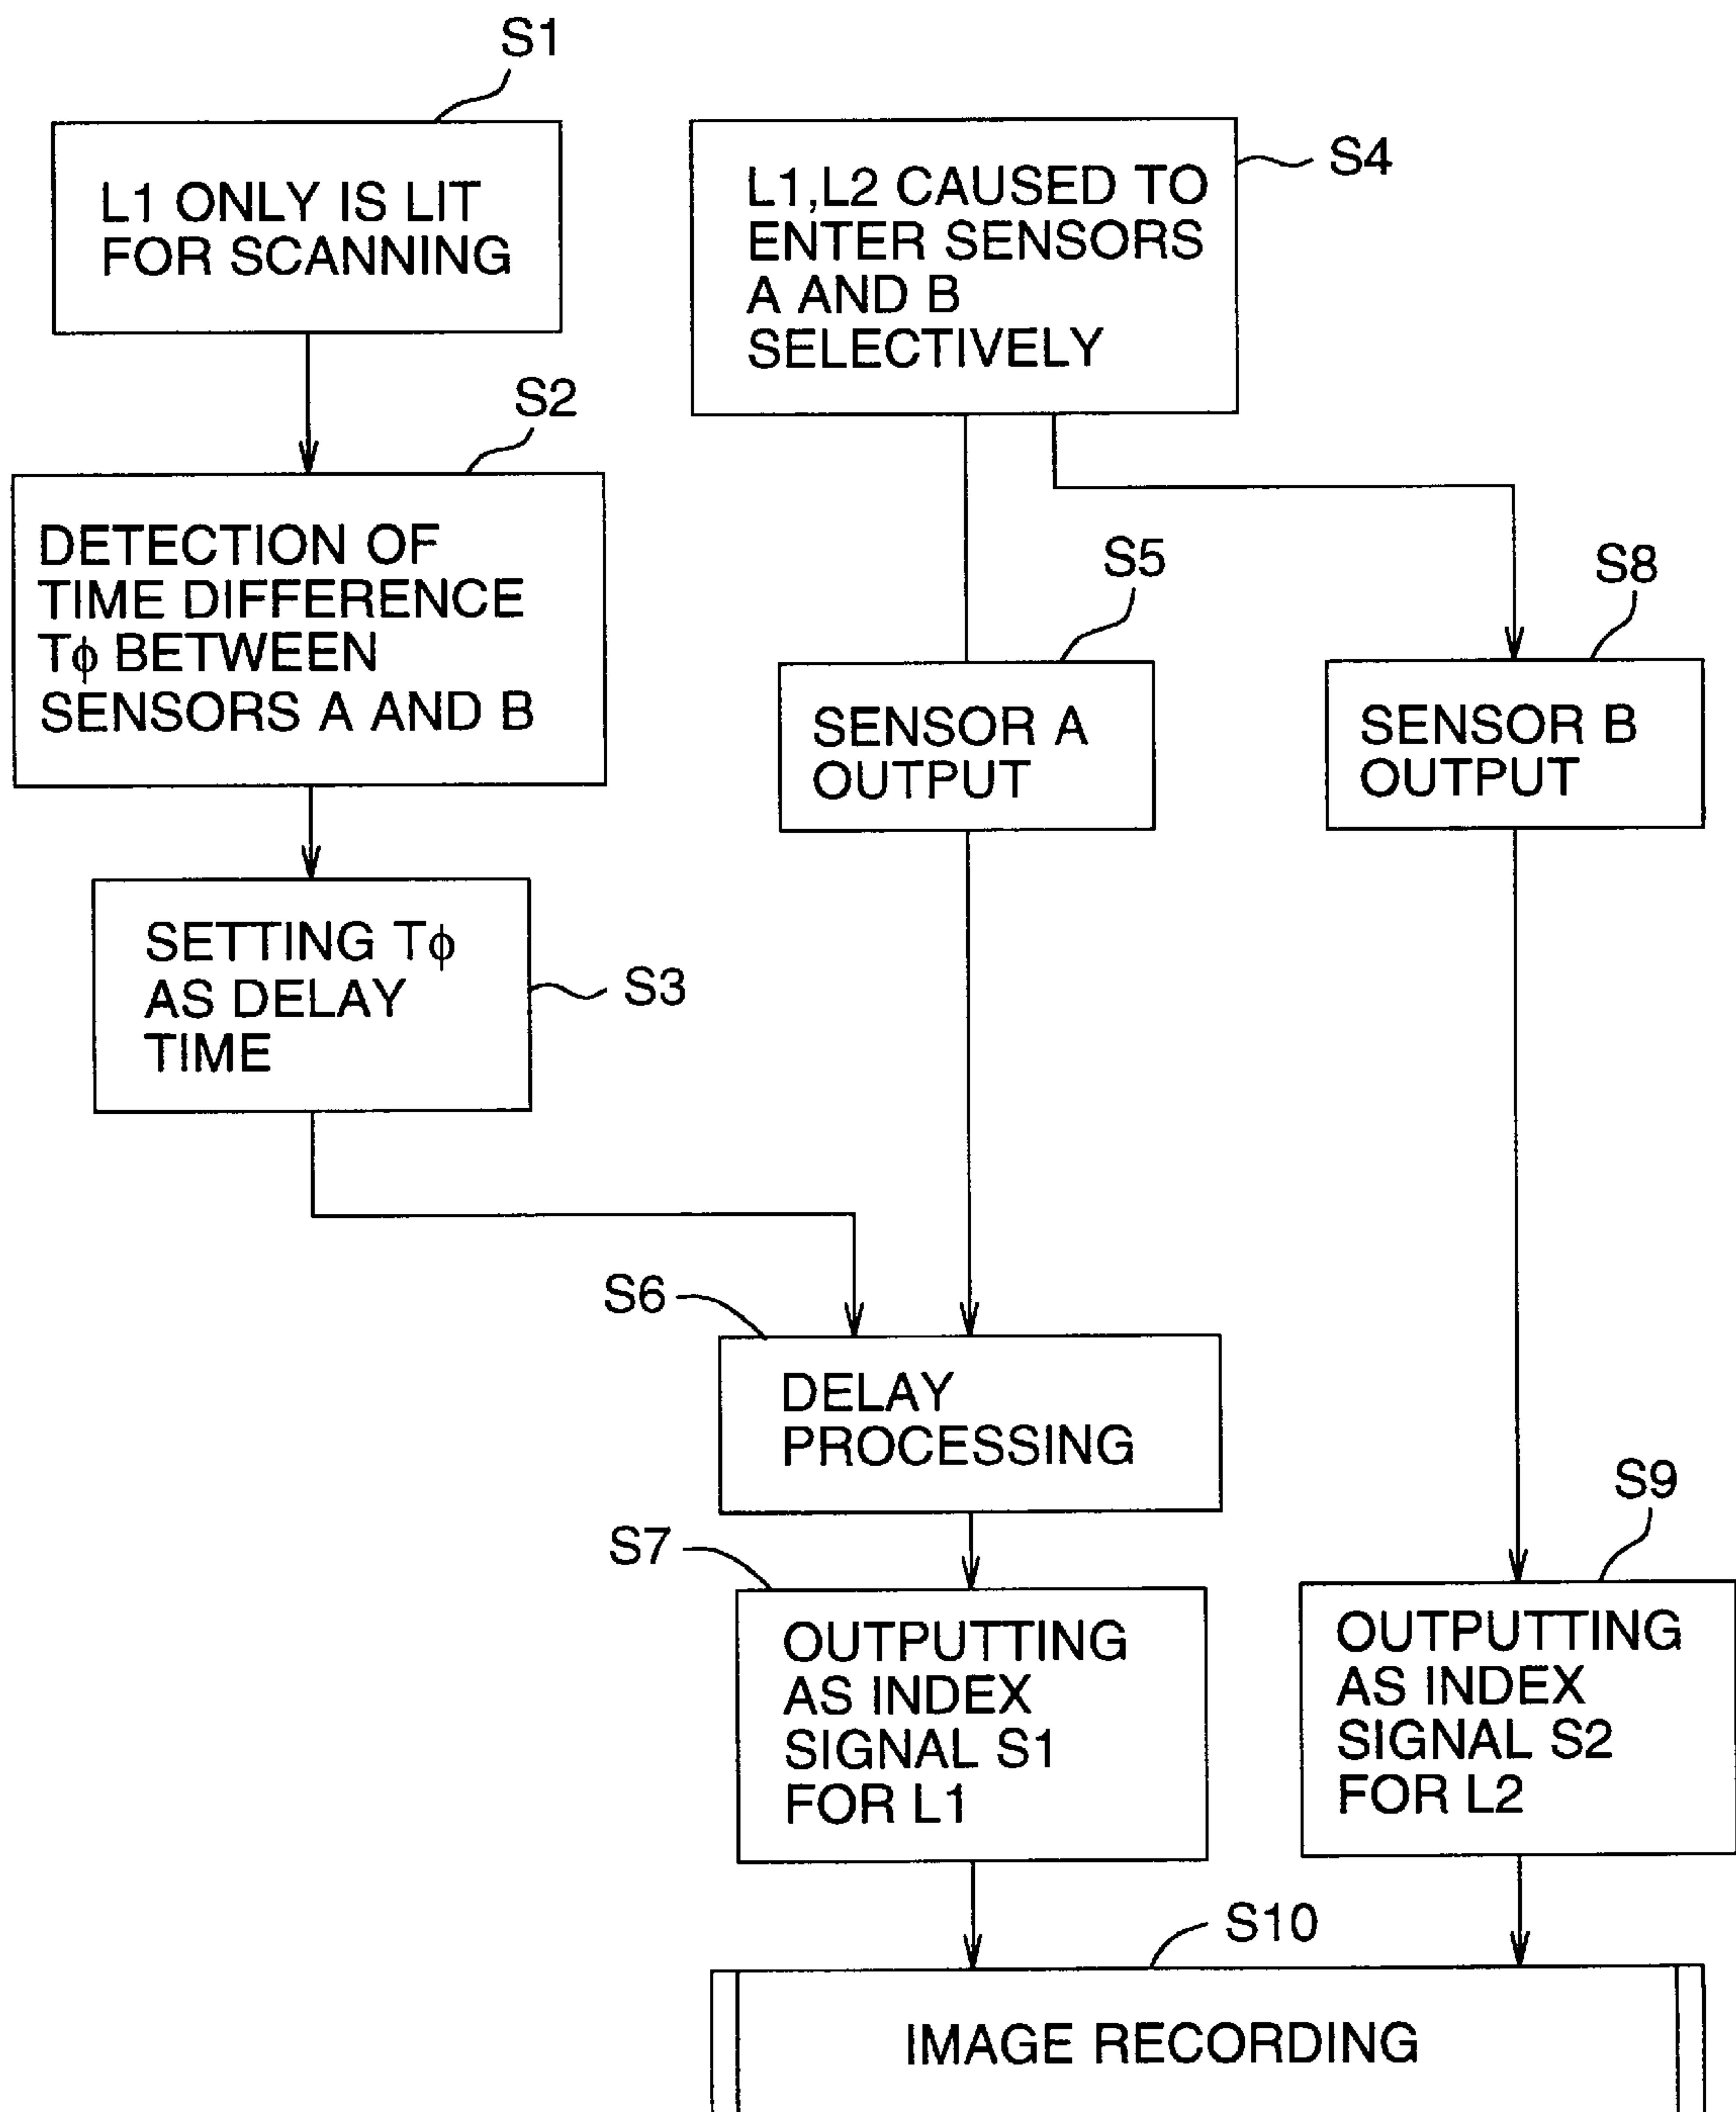 S1
L1 ONLY IS LIT
FOR SCANNING
S2
DETECTION OF
TIME DIFFERENCE
Tφ BETWEEN
SENSORS A AND B
S3
SETTING Tφ
AS DELAY
TIME
S4
L1,L2 CAUSED TO
ENTER SENSORS
A AND B
SELECTIVELY
S5
SENSOR A
OUTPUT
S8
SENSOR B
OUTPUT
S6
DELAY
PROCESSING
S7
OUTPUTTING
AS INDEX
SIGNAL S1
FOR L1
S9
OUTPUTTING
AS INDEX
SIGNAL S2
FOR L2
S10
IMAGE RECORDING